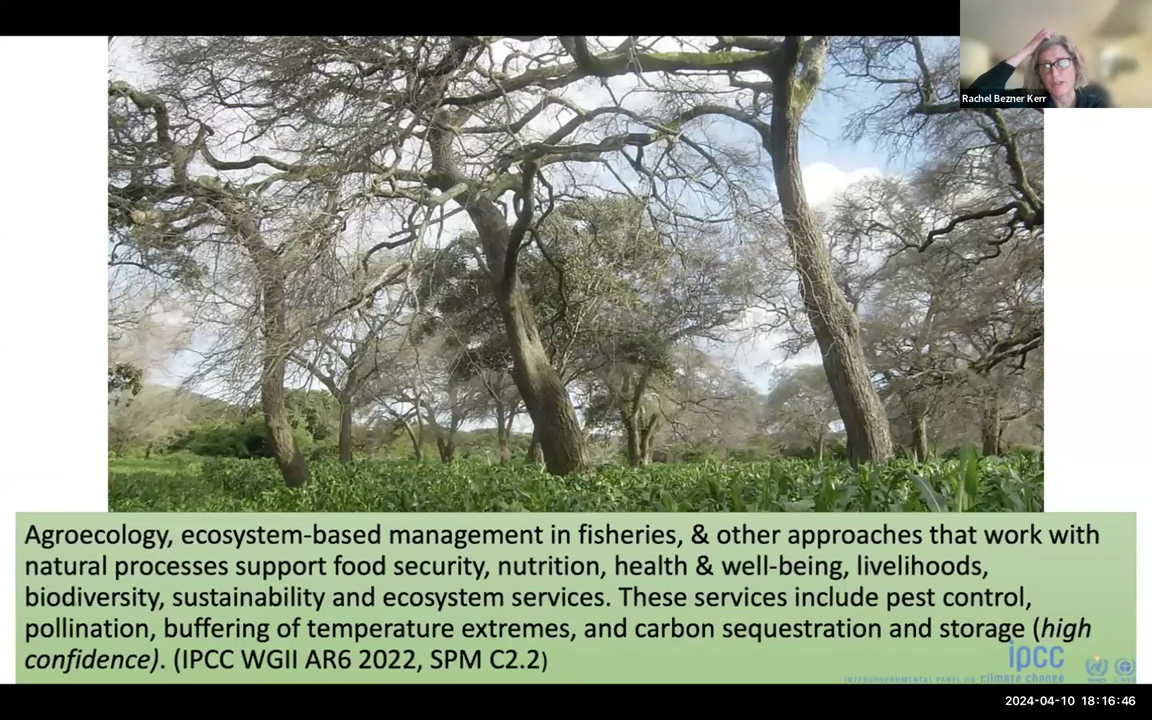 Rachel Bezner Kerr
Agroecology, ecosystem-based management in fisheries, & other approaches that work with
natural processes support food security, nutrition, health & well-being, livelihoods,
biodiversity, sustainability and ecosystem services. These services include pest control,
pollination, buffering of temperature extremes, and carbon sequestration and storage (high
confidence). (IPCC WGII AR6 2022, SPM C2.2)
ipcc
INTERGOVERNMENTAL PANEL ON climate change
2024-04-10 18:16:46